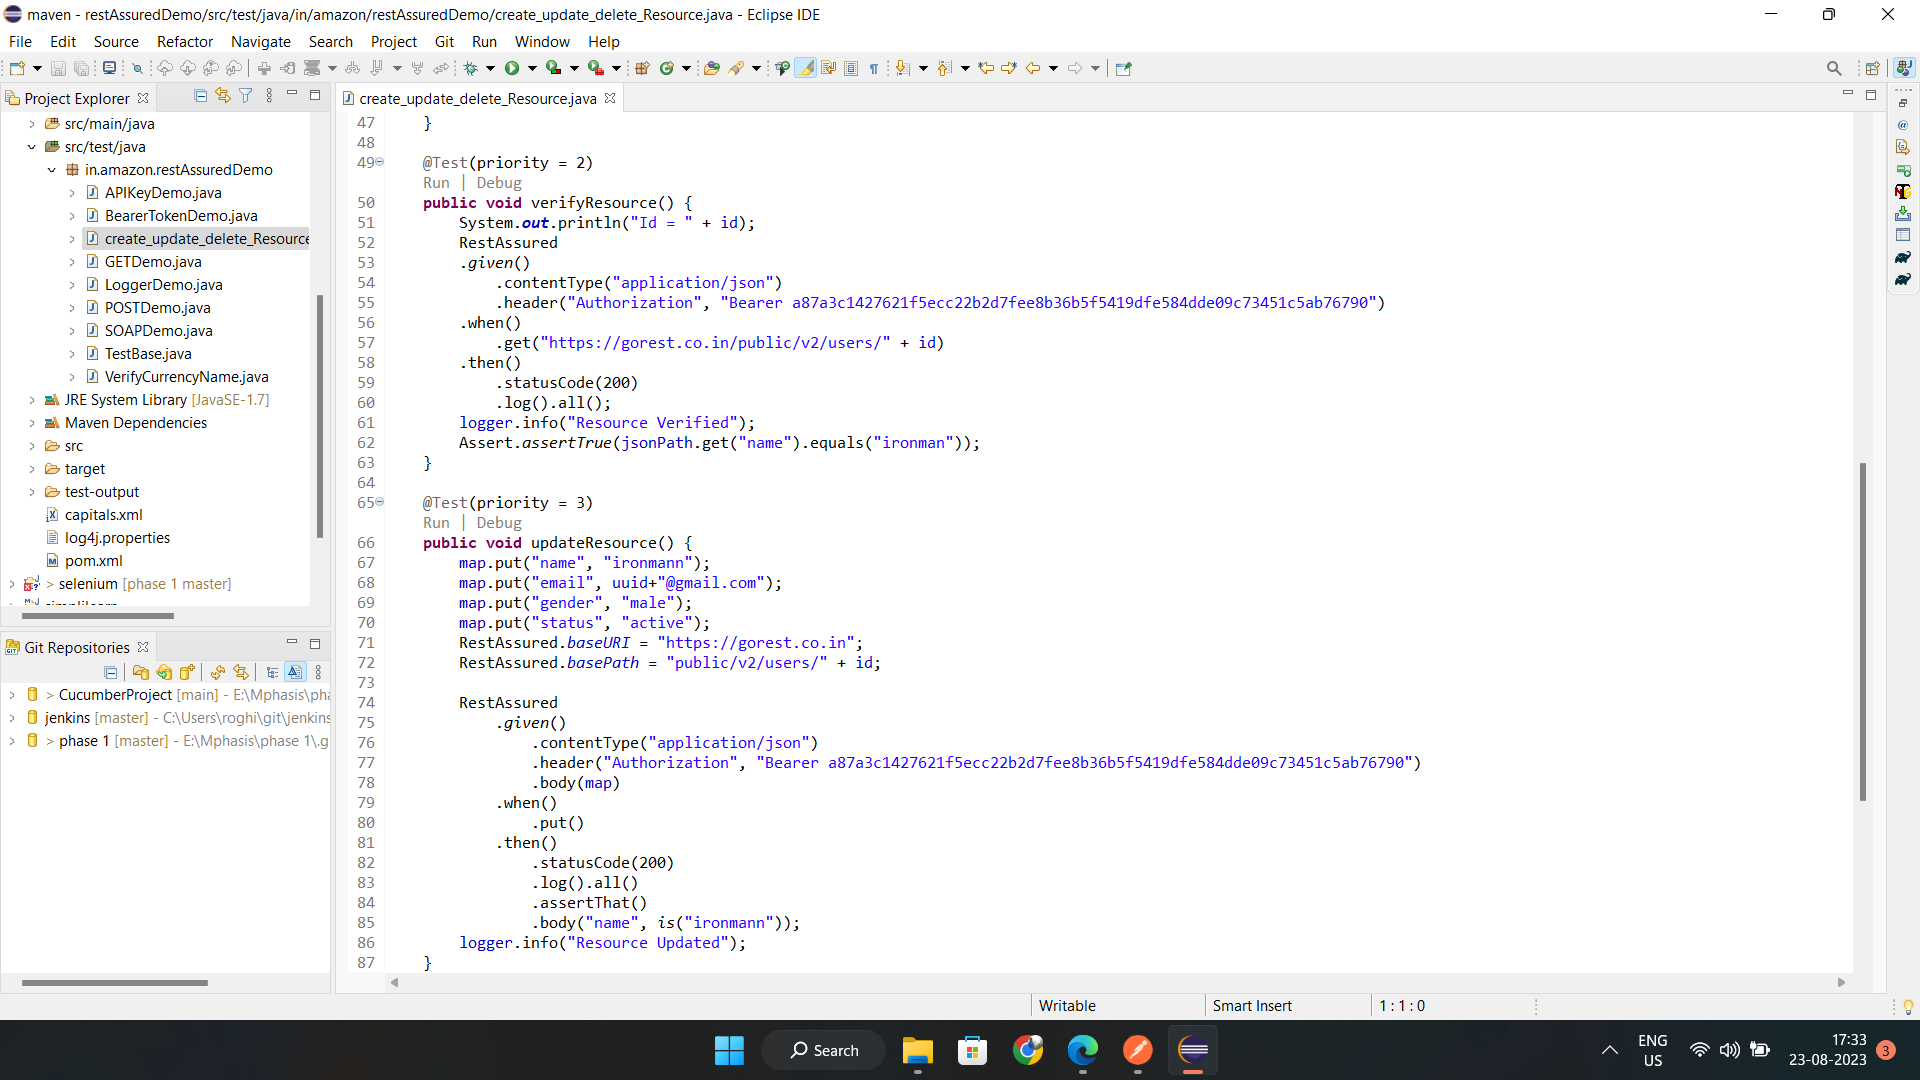 maven - restAssuredDemo/src/test/java/in/amazon/restAssuredDemo/create_update_delete_Resource.java - Eclipse IDE
File Edit Source Refactor Navigate Search Project Git Run Window Help
Project Explorer
src/main/java
src/test/java
in.amazon.restAssuredDemo
APIKeyDemo.java
BearerTokenDemo.java
create_update_delete_Resource
GETDemo.java
LoggerDemo.java
POSTDemo.java
SOAPDemo.java
TestBase.java
VerifyCurrencyName.java
JRE System Library [JavaSE-1.7]
Maven Dependencies
src
target
test-output
capitals.xml
log4j.properties
pom.xml
> selenium [phase 1 master]
Git Repositories
> CucumberProject [main] - E:\Mphasis\pha
jenkins [master] - C:\Users\roghi\git\jenkins
> phase 1 [master] - E:\Mphasis\phase 1\.g
create_update_delete_Resource.java
47 }
48
49 @Test(priority = 2)
Run | Debug
50 public void verifyResource() {
51 System.out.println("Id = " + id);
52 RestAssured
53 .given()
54 .contentType("application/json")
55 .header("Authorization", "Bearer a87a3c1427621f5ecc22b2d7fee8b36b5f5419dfe584dde09c73451c5ab76790")
56 .when()
57 .get("https://gorest.co.in/public/v2/users/" + id)
58 .then()
59 .statusCode(200)
60 .log().all();
61 logger.info("Resource Verified");
62 Assert.assertTrue(jsonPath.get("name").equals("ironman"));
63 }
64
65 @Test(priority = 3)
Run | Debug
66 public void updateResource() {
67 map.put("name", "ironmann");
68 map.put("email", uuid+"@gmail.com");
69 map.put("gender", "male");
70 map.put("status", "active");
71 RestAssured.baseURI = "https://gorest.co.in";
72 RestAssured.basePath = "public/v2/users/" + id;
73
74 RestAssured
75 .given()
76 .contentType("application/json")
77 .header("Authorization", "Bearer a87a3c1427621f5ecc22b2d7fee8b36b5f5419dfe584dde09c73451c5ab76790")
78 .body(map)
79 .when()
80 .put()
81 .then()
82 .statusCode(200)
83 .log().all()
84 .assertThat()
85 .body("name", is("ironmann"));
86 logger.info("Resource Updated");
87 }
Writable Smart Insert 1 : 1 : 0
Search
ENG
US
17:33
23-08-2023
3